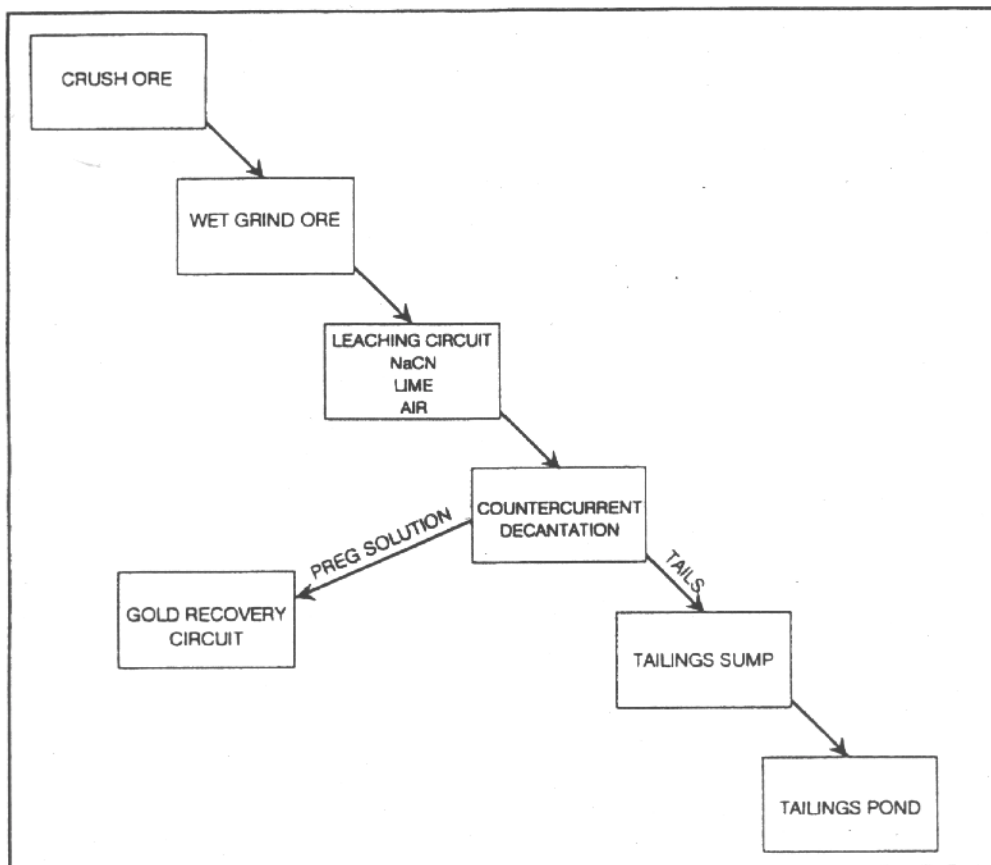 CRUSH ORE
WET GRIND ORE
LEACHING CIRCUIT
NaCN
LIME
AIR
COUNTERCURRENT
DECANTATION
PREG SOLUTION
TAILS
GOLD RECOVERY
CIRCUIT
TAILINGS SUMP
TAILINGS POND